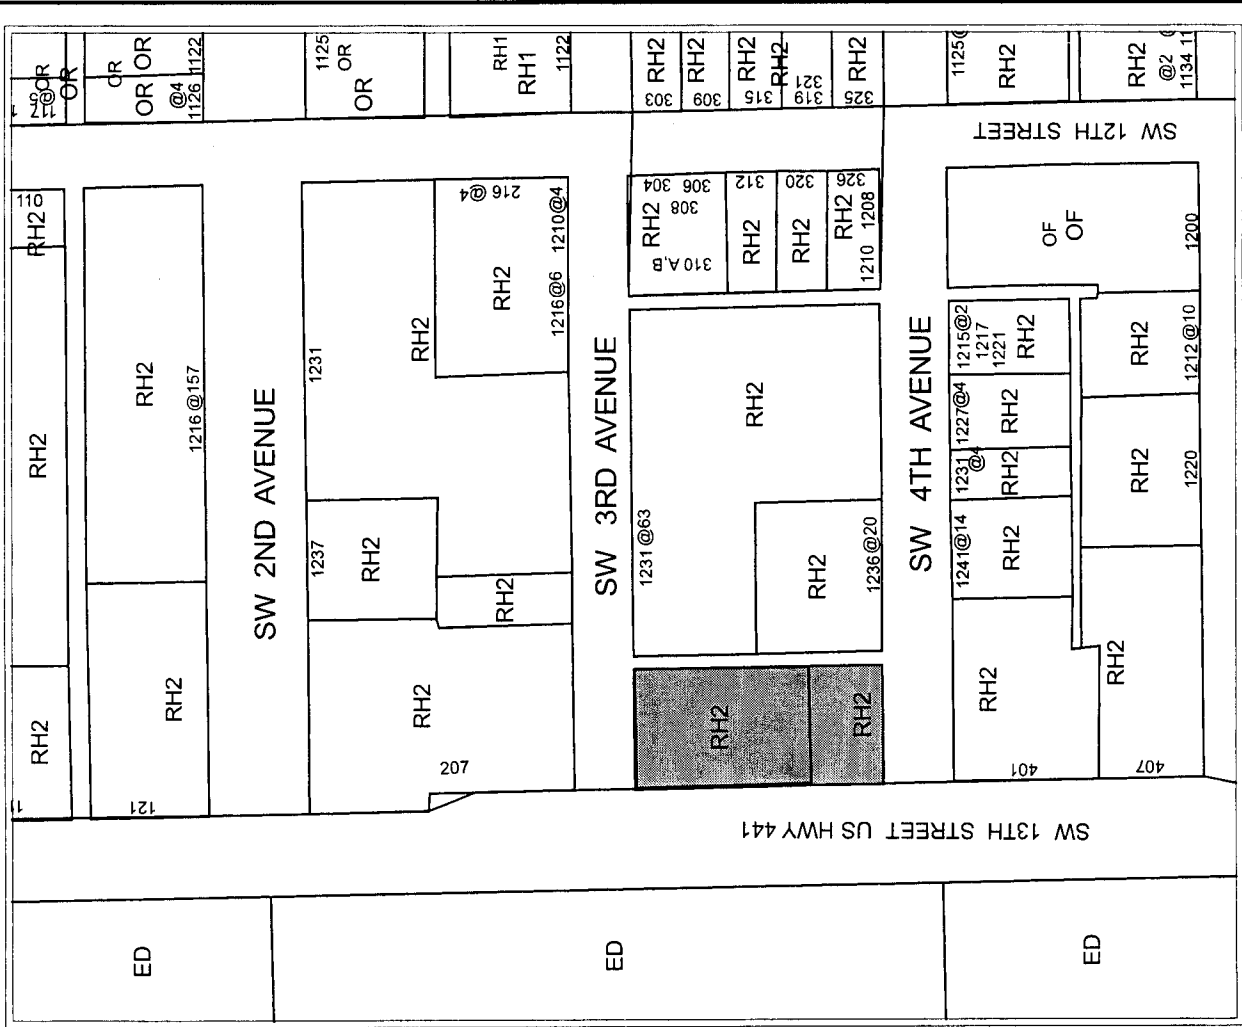 117@5
OR
OR
OR
OR
OR
@4
1122
1126
1125
OR
OR
RH1
RH1
1122
RH2
303
RH2
309
RH2
315
RH2
321
319
RH2
325
1125@
RH2
RH2
@2
1134
SW 12TH STREET
110
RH2
RH2
RH2
RH2
1216 @157
RH2
121
SW 2ND AVENUE
1231
RH2
216 @4
RH2
1210@4
1216@6
1237
RH2
RH2
RH2
207
SW 3RD AVENUE
304
306
308
310 A,B
RH2
312
RH2
320
RH2
326
RH2
1208
1210
RH2
1231 @63
RH2
1236@20
RH2
RH2
SW 4TH AVENUE
OF
OF
1200
1215@2
1217
1221
RH2
1227@4
RH2
1231
@4
RH2
1241@14
RH2
RH2
1212 @10
RH2
1220
RH2
RH2
401
407
SW 13TH STREET US HWY 441
ED
ED
ED